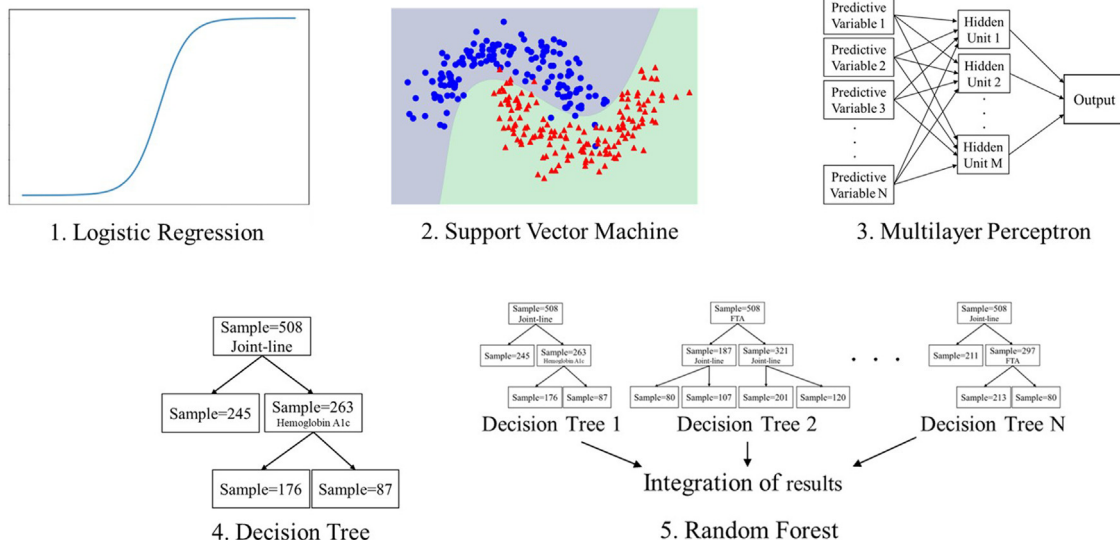 Predictive
Variable 1
Predictive
Variable 2
Predictive
Variable 3
.
.
.
Predictive
Variable N
Hidden
Unit 1
Hidden
Unit 2
.
.
.
Hidden
Unit M
Output
1. Logistic Regression
2. Support Vector Machine
3. Multilayer Perceptron
Sample=508
Joint-line
Sample=245
Sample=263
Hemoglobin A1c
Sample=176
Sample=87
4. Decision Tree
Sample=508
Joint-line
Sample=245
Sample=263
Hemoglobin A1c
Sample=176
Sample=87
Decision Tree 1
Sample=508
FTA
Sample=187
Joint-line
Sample=321
Joint-line
Sample=80
Sample=107
Sample=201
Sample=120
Decision Tree 2
. . .
Sample=508
Joint-line
Sample=211
Sample=297
FTA
Sample=213
Sample=80
Decision Tree N
Integration of results
5. Random Forest